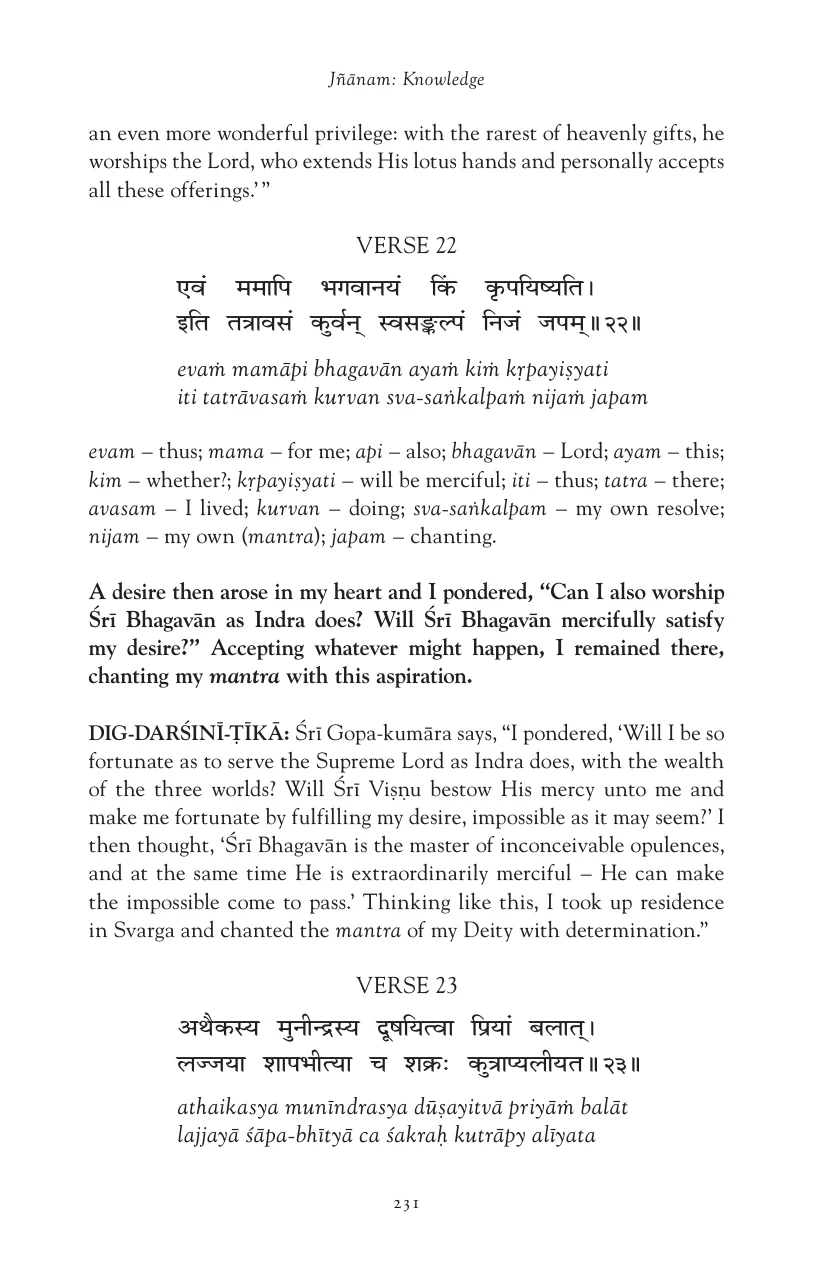 Jñānam: Knowledge
an even more wonderful privilege: with the rarest of heavenly gifts, he
worships the Lord, who extends His lotus hands and personally accepts
all these offerings.’ ”
VERSE 22
एवं ममापि भगवानयं किं कृपयिष्यति।
इति तत्रावसं कुर्वन् स्वसङ्कल्पं निजं जपम्॥२२॥
evaṁ mamāpi bhagavān ayaṁ kiṁ kṛpayiṣyati
iti tatrāvasaṁ kurvan sva-saṅkalpaṁ nijaṁ japam
evam – thus; mama – for me; api – also; bhagavān – Lord; ayam – this;
kim – whether?; kṛpayiṣyati – will be merciful; iti – thus; tatra – there;
avasam – I lived; kurvan – doing; sva-saṅkalpam – my own resolve;
nijam – my own (mantra); japam – chanting.
A desire then arose in my heart and I pondered, “Can I also worship
Śrī Bhagavān as Indra does? Will Śrī Bhagavān mercifully satisfy
my desire?” Accepting whatever might happen, I remained there,
chanting my mantra with this aspiration.
DIG-DARŚINĪ-ṬĪKĀ: Śrī Gopa-kumāra says, “I pondered, ‘Will I be so
fortunate as to serve the Supreme Lord as Indra does, with the wealth
of the three worlds? Will Śrī Viṣṇu bestow His mercy unto me and
make me fortunate by fulfilling my desire, impossible as it may seem?’ I
then thought, ‘Śrī Bhagavān is the master of inconceivable opulences,
and at the same time He is extraordinarily merciful – He can make
the impossible come to pass.’ Thinking like this, I took up residence
in Svarga and chanted the mantra of my Deity with determination.”
VERSE 23
अथैकस्य मुनीन्द्रस्य दूषयित्वा प्रियां बलात्।
लज्जया शापभीत्या च शक्रः कुत्राप्यलीयत॥२३॥
athaikasya munīndrasya dūṣayitvā priyāṁ balāt
lajjayā śāpa-bhītyā ca śakraḥ kutrāpy alīyata
231